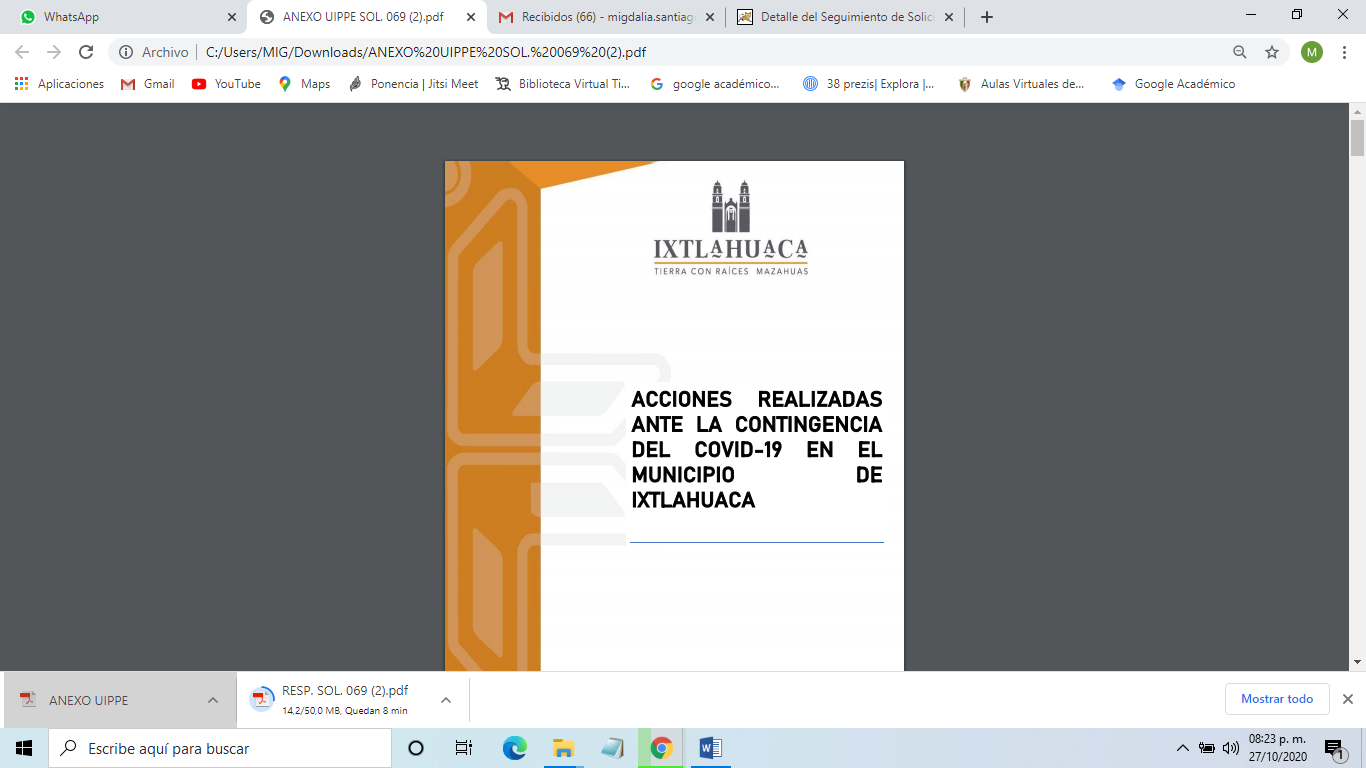 WhatsApp
ANEXO UIPPE SOL. 069 (2).pdf
Recibidos (66) - migdalia.santiag
Detalle del Seguimiento de Solici
Archivo
C:/Users/MIG/Downloads/ANEXO%20UIPPE%20SOL.%20069%20(2).pdf
M
Aplicaciones
Gmail
YouTube
Maps
Ponencia | Jitsi Meet
Biblioteca Virtual Ti...
google académico...
38 prezis| Explora |...
Aulas Virtuales de...
Google Académico
IXTLAHUACA
TIERRA CON RAÍCES MAZAHUAS
ACCIONES REALIZADAS
ANTE LA CONTINGENCIA
DEL COVID-19 EN EL
MUNICIPIO DE
IXTLAHUACA
ANEXO UIPPE
RESP. SOL. 069 (2).pdf
14,2/50,0 MB, Quedan 8 min
Mostrar todo
Escribe aquí para buscar
08:23 p. m.
27/10/2020
1